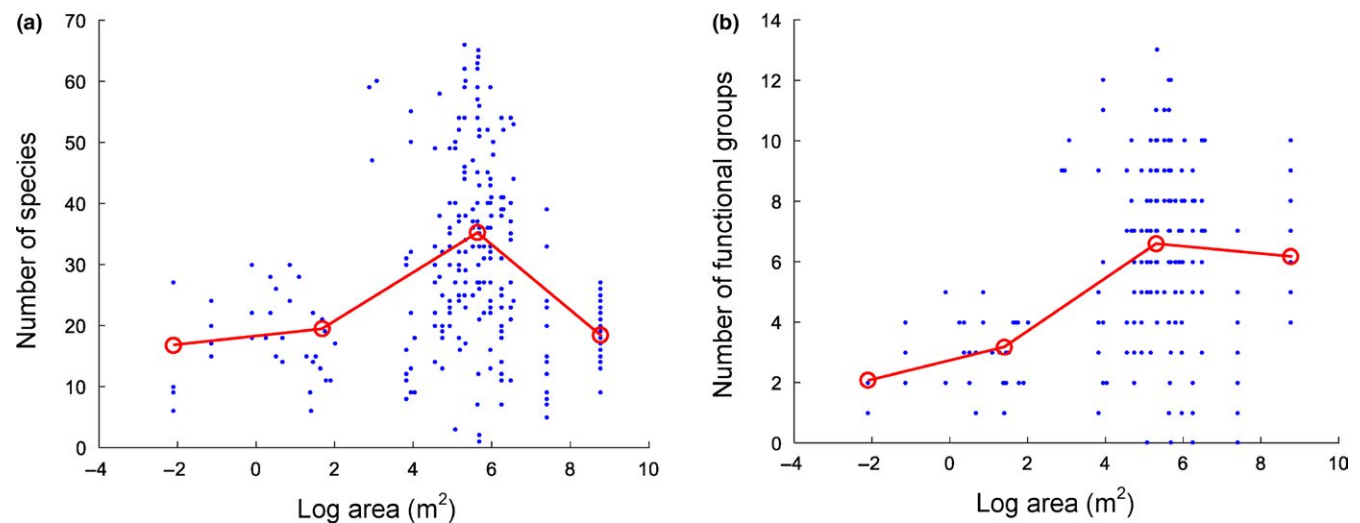 (a)
70
60
50
40
30
20
10
0
Number of species
–4 –2 0 2 4 6 8 10
Log area (m²)
(b)
14
12
10
8
6
4
2
0
Number of functional groups
–4 –2 0 2 4 6 8 10
Log area (m²)